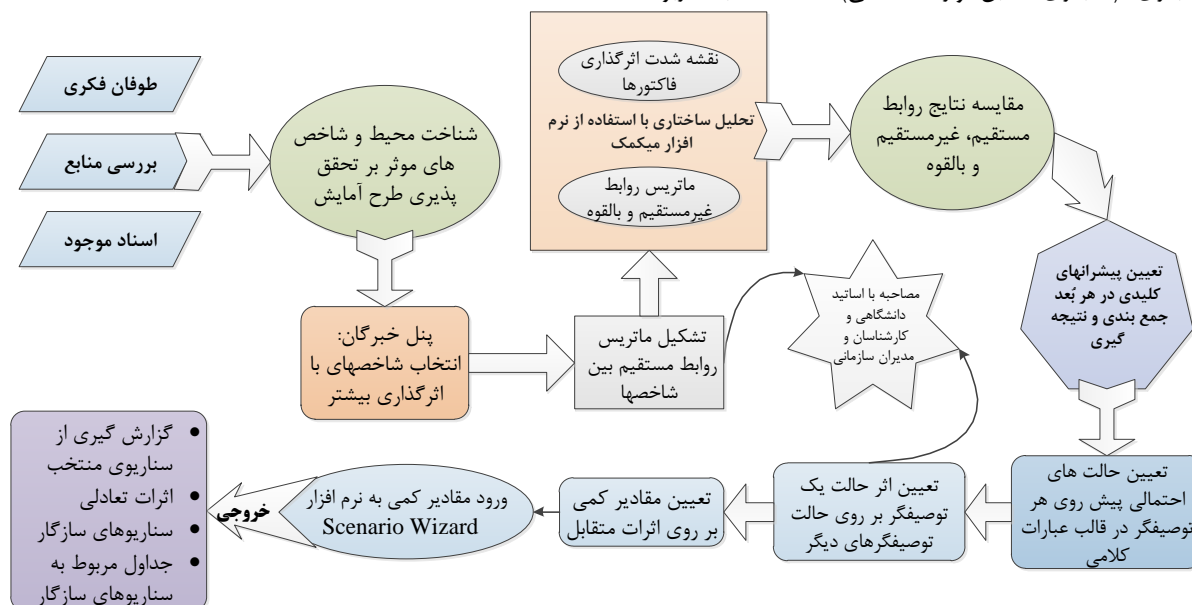 طوفان فکری
بررسی منابع
اسناد موجود
شناخت محیط و شاخص
های موثر بر تحقق
پذیری طرح آمایش
پنل خبرگان:
انتخاب شاخصهای با
اثرگذاری بیشتر
تشکیل ماتریس
روابط مستقیم بین
شاخصها
نقشه شدت اثرگذاری
فاکتورها
تحلیل ساختاری با استفاده از نرم
افزار میکمک
ماتریس روابط
غیرمستقیم و بالقوه
مقایسه نتایج روابط
مستقیم، غیرمستقیم
و بالقوه
تعیین پیشرانهای
کلیدی در هر بُعد
جمع بندی و نتیجه
گیری
مصاحبه با اساتید
دانشگاهی و
کارشناسان و
مدیران سازمانی
تعیین حالت های
احتمالی پیش روی هر
توصیفگر در قالب عبارات
کلامی
تعیین اثر حالت یک
توصیفگر بر روی حالت
توصیفگرهای دیگر
تعیین مقادیر کمی
بر روی اثرات متقابل
ورود مقادیر کمی به نرم افزار
Scenario Wizard
خروجی
• گزارش گیری از
سناریوی منتخب
• اثرات تعادلی
• سناریوهای سازگار
• جداول مربوط به
سناریوهای سازگار